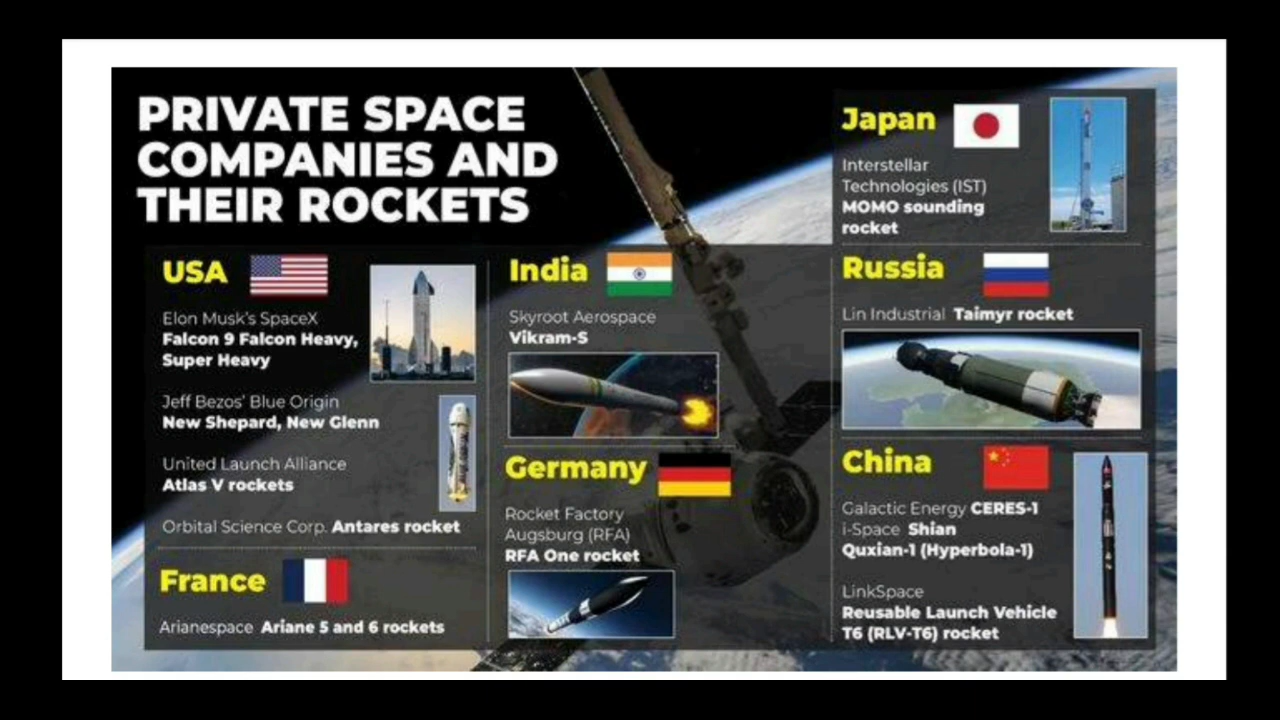 PRIVATE SPACE
COMPANIES AND
THEIR ROCKETS
USA
Elon Musk's SpaceX
Falcon 9 Falcon Heavy,
Super Heavy
Jeff Bezos' Blue Origin
New Shepard, New Glenn
United Launch Alliance
Atlas V rockets
Orbital Science Corp. Antares rocket
France
Arianespace Ariane 5 and 6 rockets
India
Skyroot Aerospace
Vikram-S
Germany
Rocket Factory
Augsburg (RFA)
RFA One rocket
Japan
Interstellar
Technologies (IST)
MOMO sounding
rocket
Russia
Lin Industrial Taimyr rocket
China
Galactic Energy CERES-1
i-Space Shian
Quxian-1 (Hyperbola-1)
LinkSpace
Reusable Launch Vehicle
T6 (RLV-T6) rocket